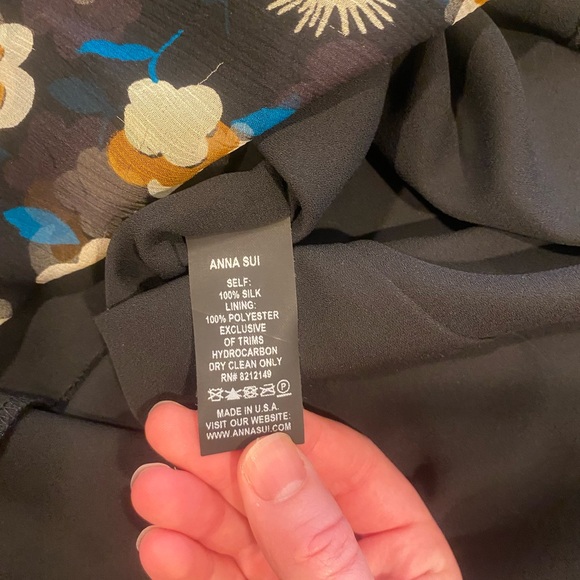 ANNA SUI
SELF:
100% SILK
LINING:
100% POLYESTER
EXCLUSIVE
OF TRIMS
HYDROCARBON
DRY CLEAN ONLY
RN# 8212149
P
MADE IN U.S.A.
VISIT OUR WEBSITE:
WWW.ANNASUI.COM